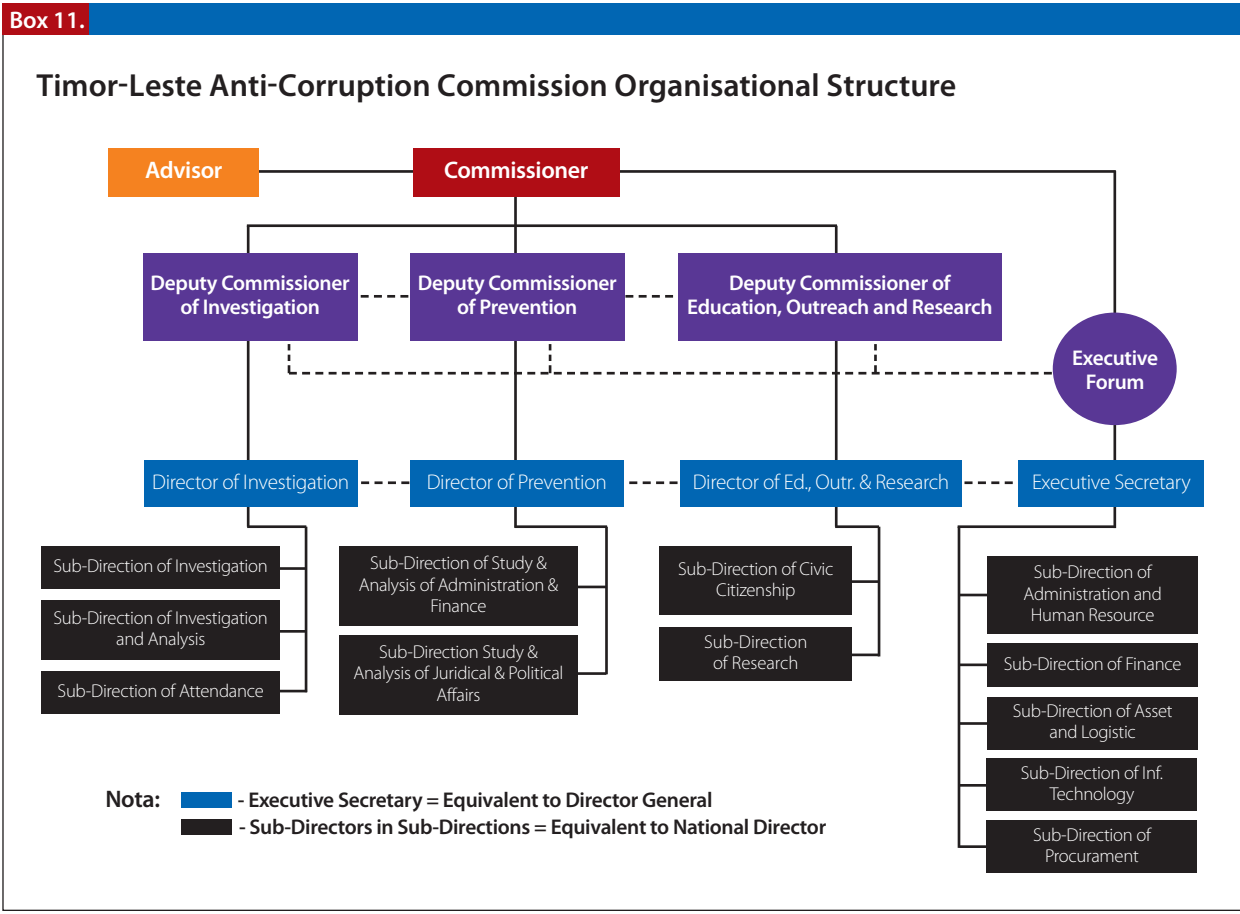 Box 11.
Timor-Leste Anti-Corruption Commission Organisational Structure
Advisor
Commissioner
Deputy Commissioner
of Investigation
Deputy Commissioner
of Prevention
Deputy Commissioner of
Education, Outreach and Research
Executive
Forum
Director of Investigation
Director of Prevention
Director of Ed., Outr. & Research
Executive Secretary
Sub-Direction of Investigation
Sub-Direction of Investigation
and Analysis
Sub-Direction of Attendance
Sub-Direction of Study &
Analysis of Administration &
Finance
Sub-Direction Study &
Analysis of Juridical & Political
Affairs
Sub-Direction of Civic
Citizenship
Sub-Direction
of Research
Sub-Direction of
Administration and
Human Resource
Sub-Direction of Finance
Sub-Direction of Asset
and Logistic
Sub-Direction of Inf.
Technology
Sub-Direction of
Procurament
Nota:
- Executive Secretary = Equivalent to Director General
- Sub-Directors in Sub-Directions = Equivalent to National Director